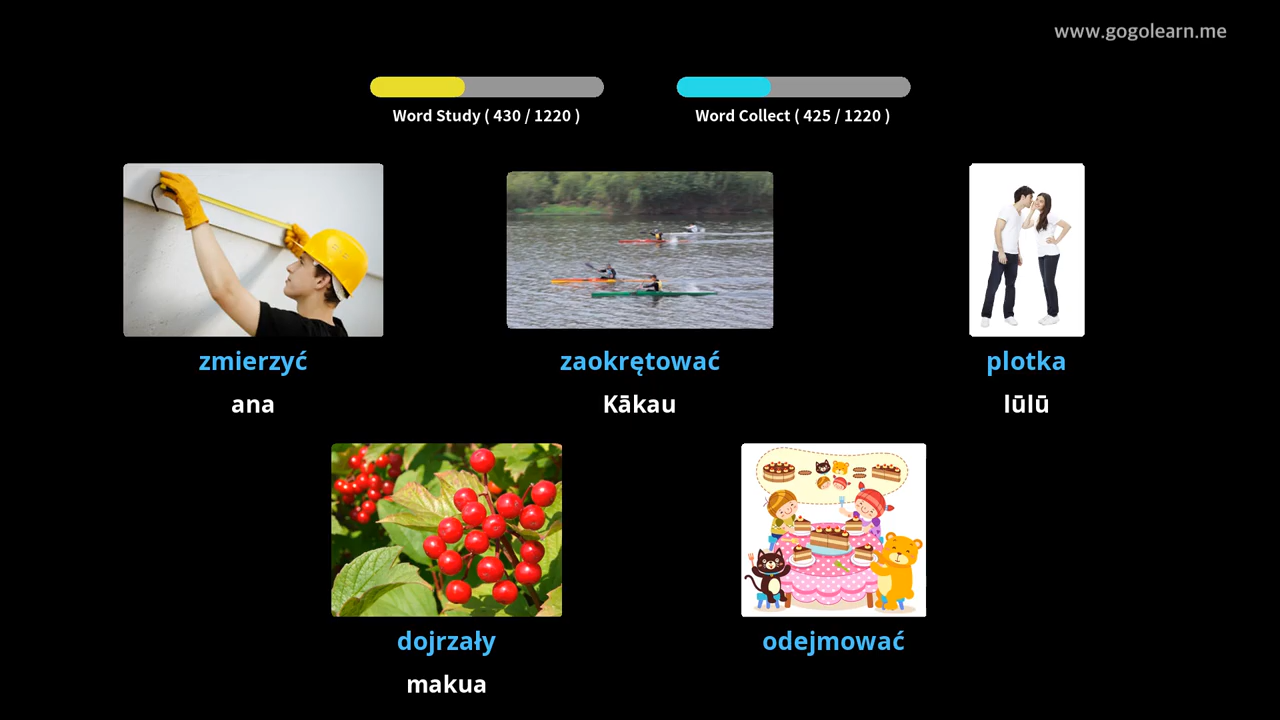 www.gogolearn.me
Word Study ( 430 / 1220 )
Word Collect ( 425 / 1220 )
zmierzyć
ana
zaokrętować
Kākau
plotka
lūlū
dojrzały
makua
odejmować